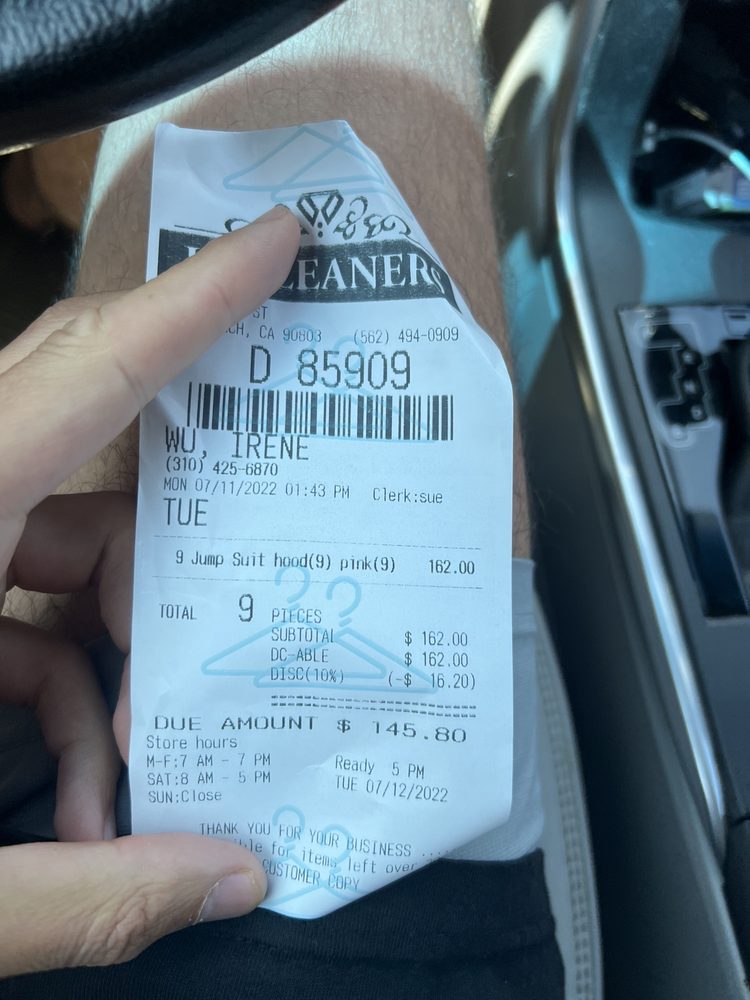 LEANERS
ST
CH, CA 90803 (562) 494-0909
D 85909
WU, IRENE
(310) 425-6870
MON 07/11/2022 01:43 PM Clerk:sue
TUE
9 Jump Suit hood(9) pink(9) 162.00
TOTAL 9 PIECES
SUBTOTAL $ 162.00
DC-ABLE $ 162.00
DISC(10%) (-$ 16.20)
DUE AMOUNT $ 145.80
Store hours
M-F:7 AM - 7 PM Ready 5 PM
SAT:8 AM - 5 PM TUE 07/12/2022
SUN:Close
THANK YOU FOR YOUR BUSINESS ....
ble for items left over
CUSTOMER COPY